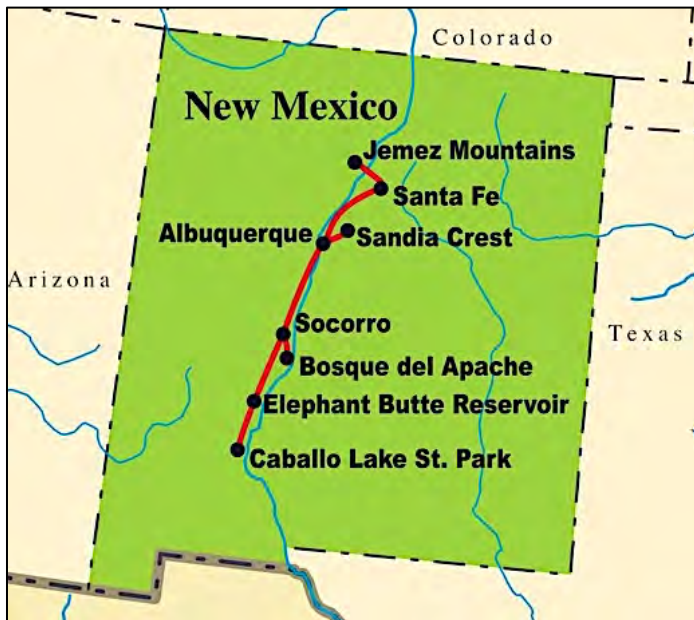 Colorado
New Mexico
Jemez Mountains
Santa Fe
Albuquerque
Sandia Crest
Arizona
Socorro
Texas
Bosque del Apache
Elephant Butte Reservoir
Caballo Lake St. Park